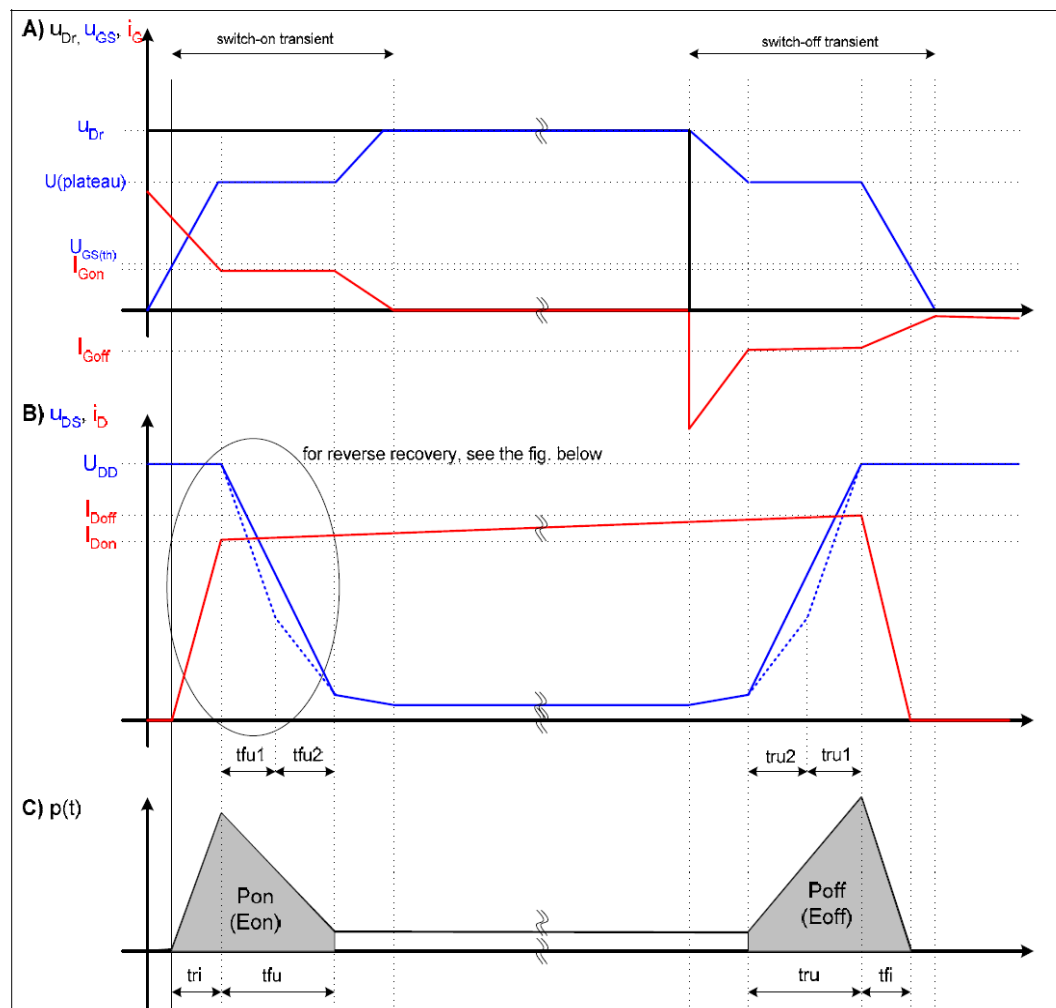 A) uDr, uGS, iG
switch-on transient
switch-off transient
uDr
U(plateau)
UGS(th)
IGon
IGoff
B) uDS, iD
for reverse recovery, see the fig. below
UDD
IDoff
IDon
tfu1
tfu2
tru2
tru1
C) p(t)
Pon
(Eon)
Poff
(Eoff)
tri
tfu
tru
tfi